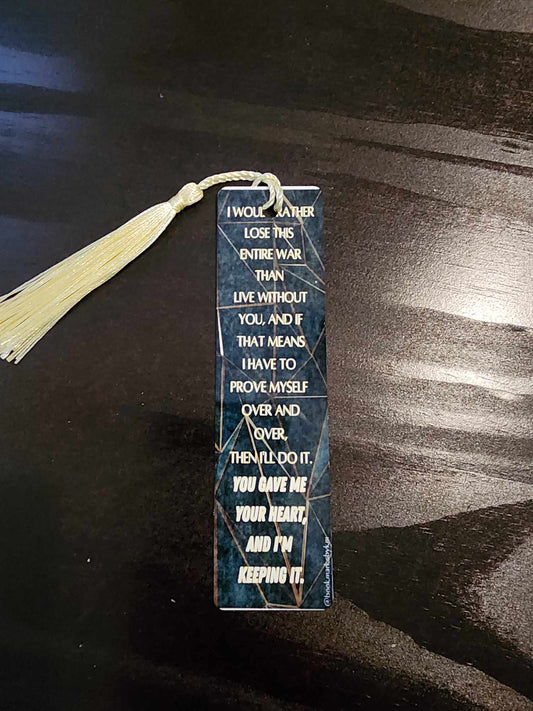 I WOUL RATHER
LOSE THIS
ENTIRE WAR
THAN
LIVE WITHOUT
YOU, AND IF
THAT MEANS
I HAVE TO
PROVE MYSELF
OVER AND
OVER,
THEN I'LL DO IT.
YOU GAVE ME
YOUR HEART,
AND I'M
KEEPING IT.